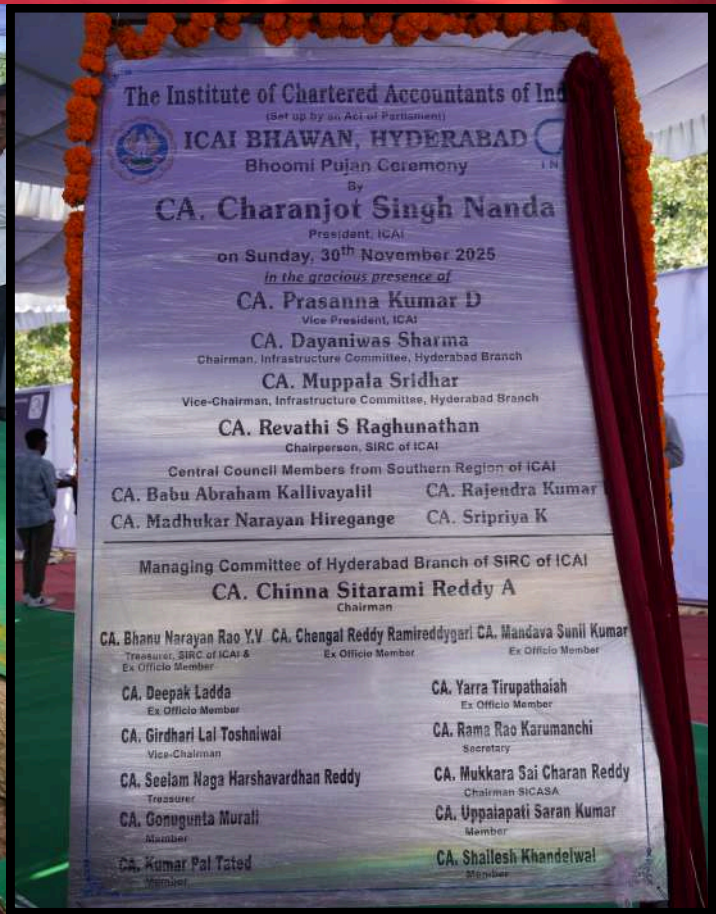 The Institute of Chartered Accountants of Ind
(Set up by an Act of Parliament)
ICAI BHAWAN, HYDERABAD
Bhoomi Pujan Ceremony
By
CA. Charanjot Singh Nanda
President, ICAI
on Sunday, 30th November 2025
in the gracious presence of
CA. Prasanna Kumar D
Vice President, ICAI
CA. Dayaniwas Sharma
Chairman, Infrastructure Committee, Hyderabad Branch
CA. Muppala Sridhar
Vice-Chairman, Infrastructure Committee, Hyderabad Branch
CA. Revathi S Raghunathan
Chairperson, SIRC of ICAI
Central Council Members from Southern Region of ICAI
CA. Babu Abraham Kallivayalil CA. Rajendra Kumar
CA. Madhukar Narayan Hiregange CA. Sripriya K
Managing Committee of Hyderabad Branch of SIRC of ICAI
CA. Chinna Sitarami Reddy A
Chairman
CA. Bhanu Narayan Rao Y.V CA. Chengal Reddy Ramireddygari CA. Mandava Sunil Kumar
Treasurer, SIRC of ICAI & Ex Officio Member Ex Officio Member
Ex Officio Member
CA. Deepak Ladda CA. Yarra Tirupathaiah
Ex Officio Member Ex Officio Member
CA. Girdhari Lal Toshniwal CA. Rama Rao Karumanchi
Vice-Chairman Secretary
CA. Seelam Naga Harshavardhan Reddy CA. Mukkara Sai Charan Reddy
Treasurer Chairman SICASA
CA. Gonugunta Murali CA. Uppalapati Saran Kumar
Member Member
CA. Kumar Pal Tated CA. Shailesh Khandelwal
Member Member